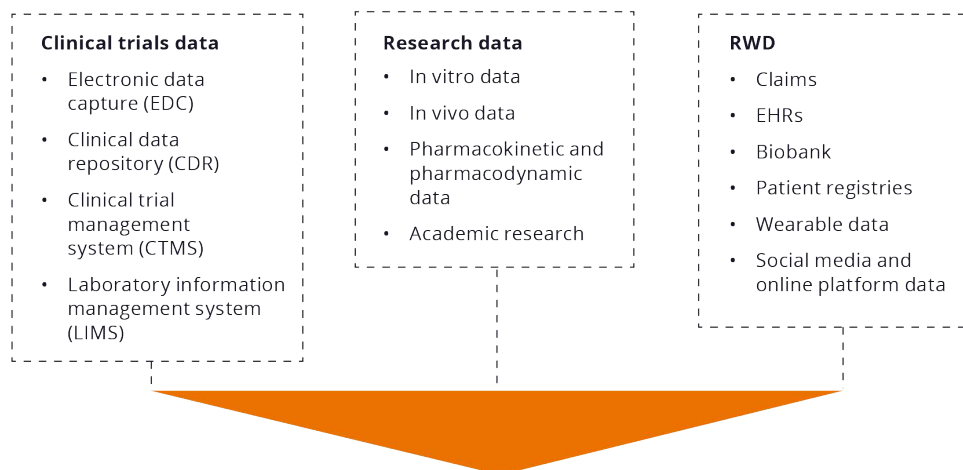 Clinical trials data
• Electronic data
capture (EDC)
• Clinical data
repository (CDR)
• Clinical trial
management
system (CTMS)
• Laboratory information
management system
(LIMS)
Research data
• In vitro data
• In vivo data
• Pharmacokinetic and
pharmacodynamic
data
• Academic research
RWD
• Claims
• EHRs
• Biobank
• Patient registries
• Wearable data
• Social media and
online platform data